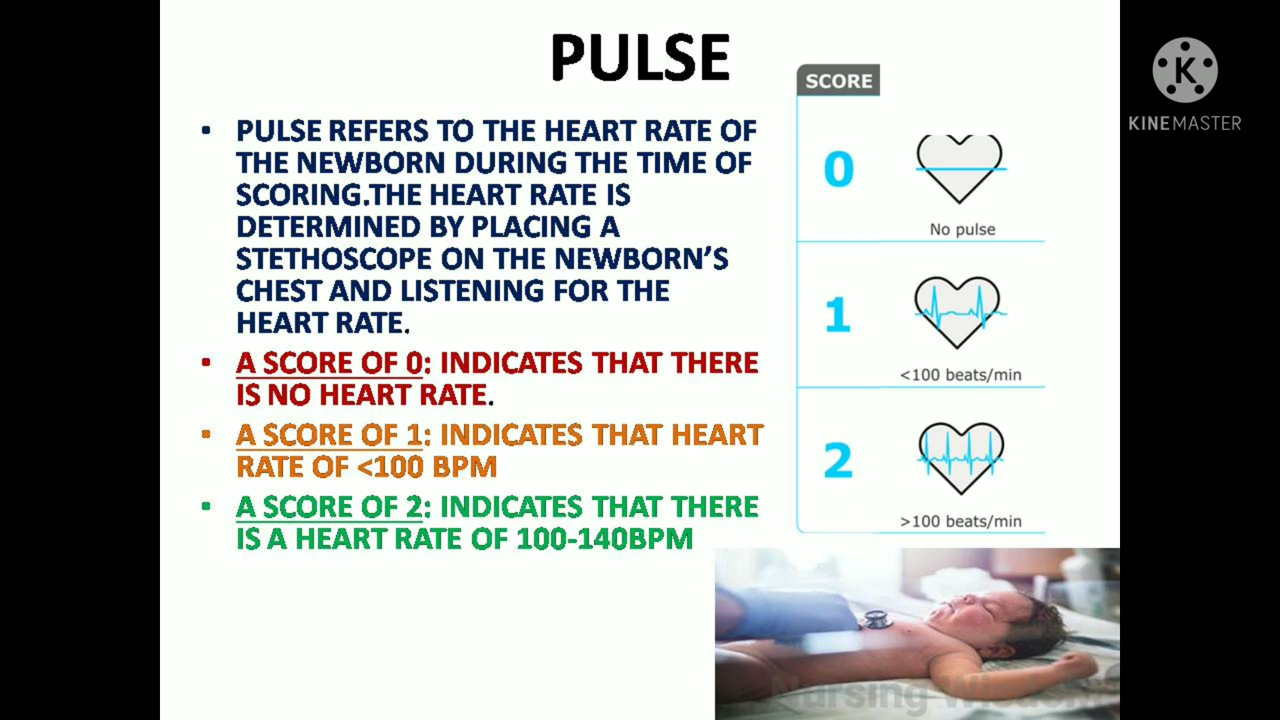 PULSE
• PULSE REFERS TO THE HEART RATE OF
THE NEWBORN DURING THE TIME OF
SCORING.THE HEART RATE IS
DETERMINED BY PLACING A
STETHOSCOPE ON THE NEWBORN'S
CHEST AND LISTENING FOR THE
HEART RATE.
• A SCORE OF 0: INDICATES THAT THERE
IS NO HEART RATE.
• A SCORE OF 1: INDICATES THAT HEART
RATE OF <100 BPM
• A SCORE OF 2: INDICATES THAT THERE
IS A HEART RATE OF 100-140BPM
SCORE
0
No pulse
1
<100 beats/min
2
>100 beats/min
K
KINEMASTER
Nursing Wisdom